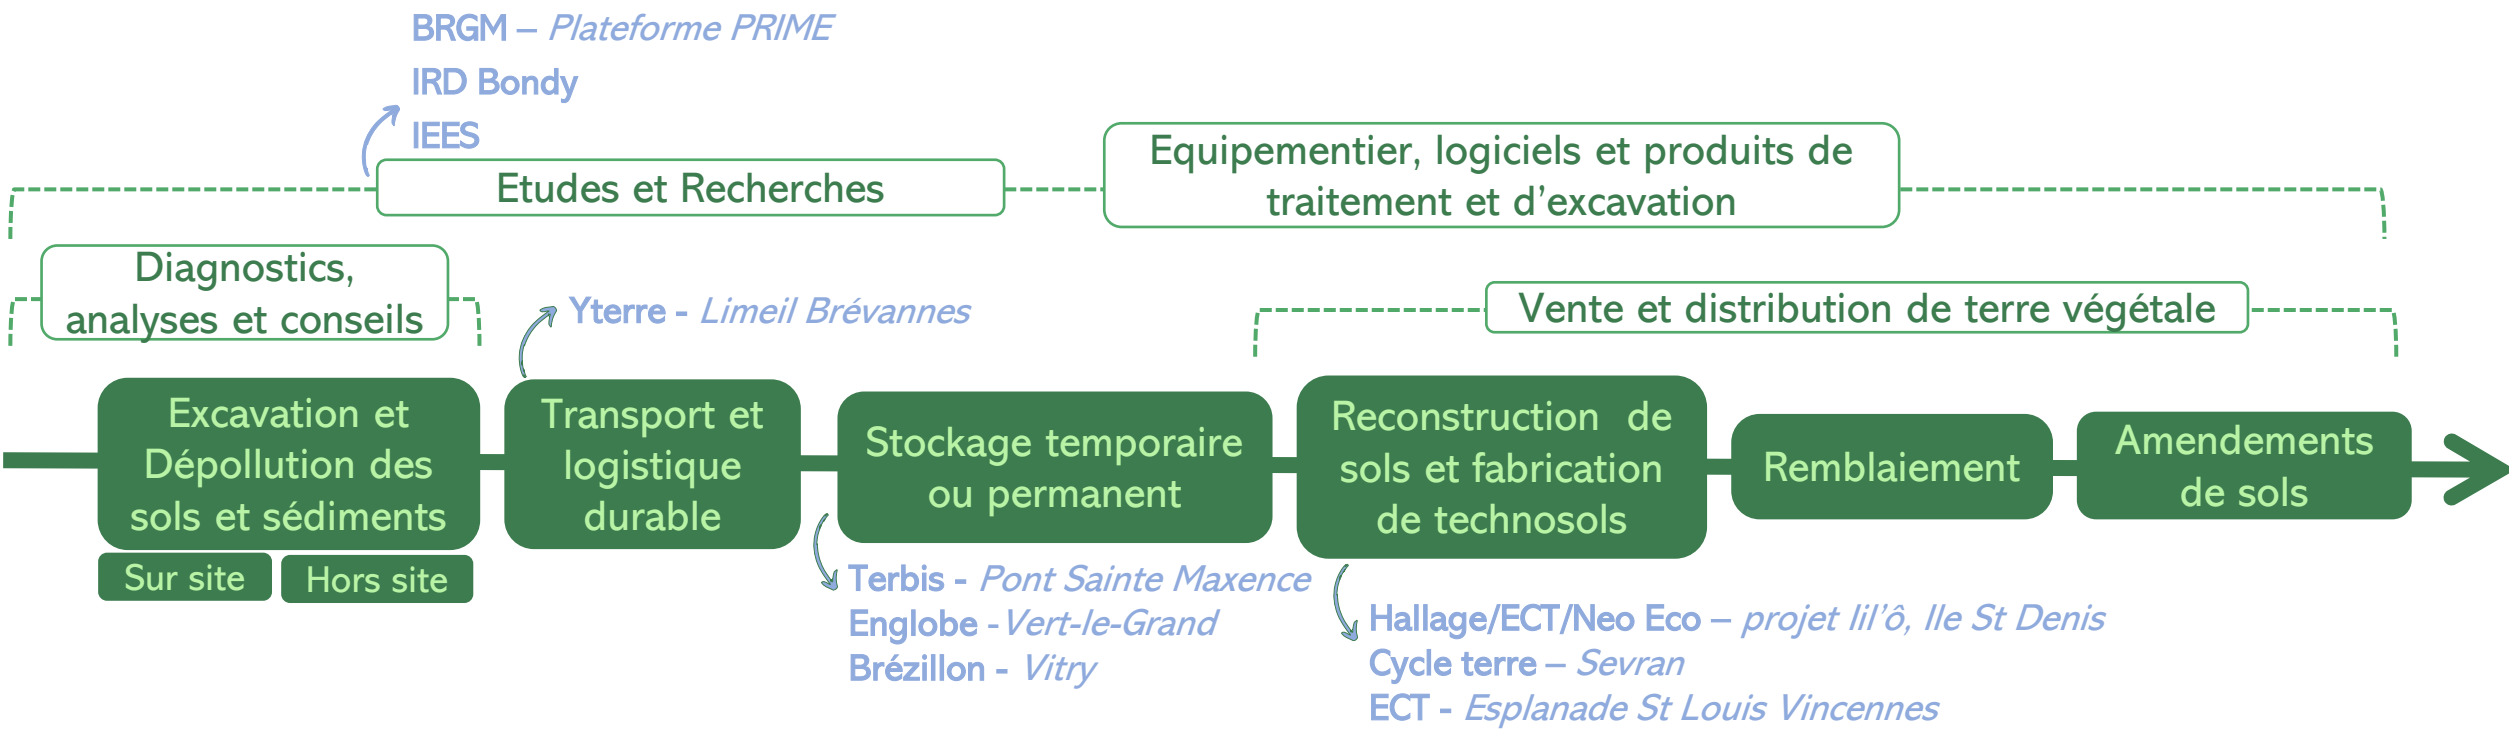 BRGM – Plateforme PRIME
IRD Bondy
IEES
Etudes et Recherches
Equipementier, logiciels et produits de
traitement et d'excavation
Diagnostics,
analyses et conseils
Yterre - Limeil Brévannes
Vente et distribution de terre végétale
Excavation et
Dépollution des
sols et sédiments
Sur site
Hors site
Transport et
logistique
durable
Stockage temporaire
ou permanent
Reconstruction de
sols et fabrication
de technosols
Remblaiement
Amendements
de sols
Terbis - Pont Sainte Maxence
Englobe -Vert-le-Grand
Brézillon - Vitry
Hallage/ECT/Neo Eco – projet lil'ô, Ile St Denis
Cycle terre – Sevran
ECT - Esplanade St Louis Vincennes